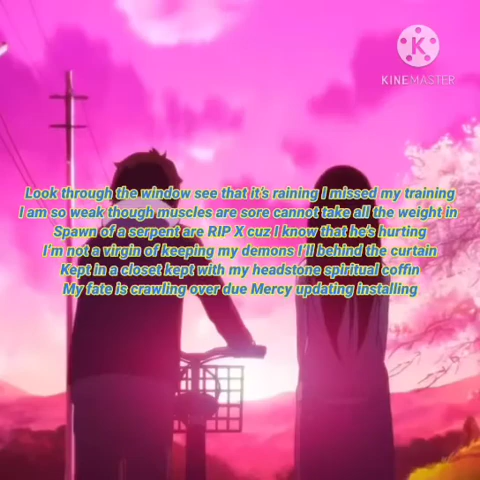 KINEMASTER
Look through the window see that it's raining I missed my training
I am so weak though muscles are sore cannot take all the weight in
Spawn of a serpent are RIP X cuz I know that he's hurting
I'm not a virgin of keeping my demons I'll behind the curtain
Kept in a closet kept with my headstone spiritual coffin
My fate is crawling over due Mercy updating installing